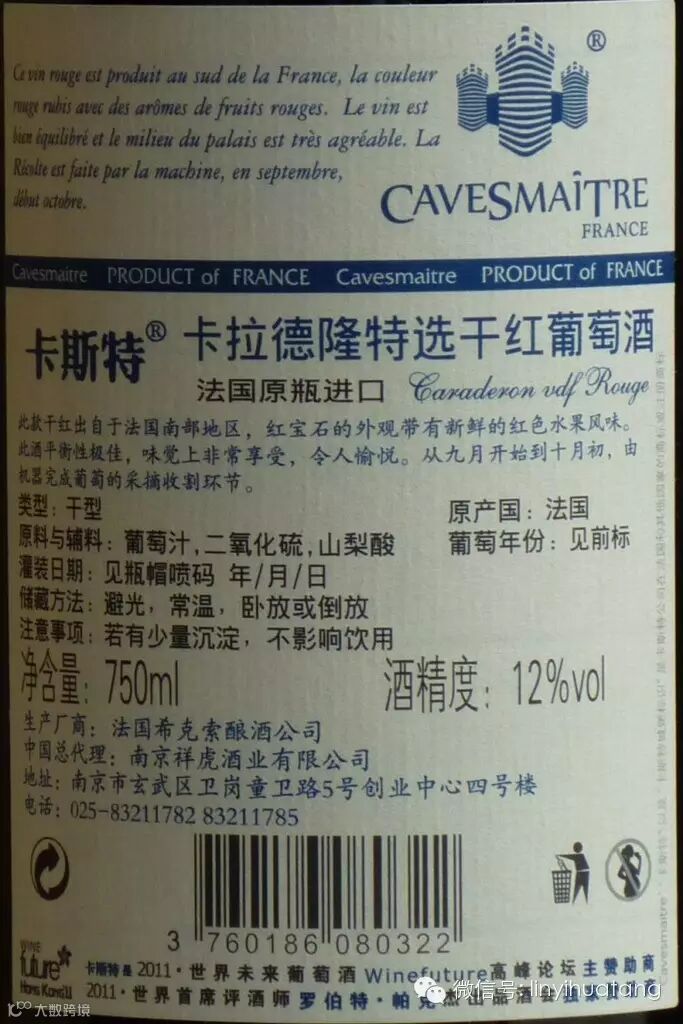 Ce vin rouge est produit au sud de la France, la couleur
rouge rubis avec des arômes de fruits rouges. Le vin est
bien équilibré et le milieu du palais est très agréable. La
Récolte est faite par la machine, en septembre,
début octobre.
®
CAVESMAÎTRE
FRANCE
Cavesmaitre PRODUCT of FRANCE Cavesmaitre PRODUCT of FRANCE
卡斯特® 卡拉德隆特选干红葡萄酒
法国原瓶进口 Caraderon vdf Rouge
此款干红出自于法国南部地区，红宝石的外观带有新鲜的红色水果风味。
此酒平衡性极佳，味觉上非常享受，令人愉悦。从九月开始到十月初，由
机器完成葡萄的采摘收割环节。
类型：干型 原产国：法国
原料与辅料：葡萄汁,二氧化硫,山梨酸 葡萄年份：见前标
灌装日期：见瓶帽喷码 年/月/日
储藏方法：避光，常温，卧放或倒放
注意事项：若有少量沉淀，不影响饮用
净含量：750ml 酒精度：12%vol
生产厂商：法国希克索酿酒公司
中国总代理：南京祥虎酒业有限公司
地址：南京市玄武区卫岗童卫路5号创业中心四号楼
电话：025-83211782 83211785
3 760186 080322
WINE
future
HONG KONG'11
卡斯特是2011·世界未来葡萄酒Winefuture高峰论坛主赞助商
2011·世界首席评酒师罗伯特·帕克杰出品酒会
微信号: linyihuatang
大数跨境